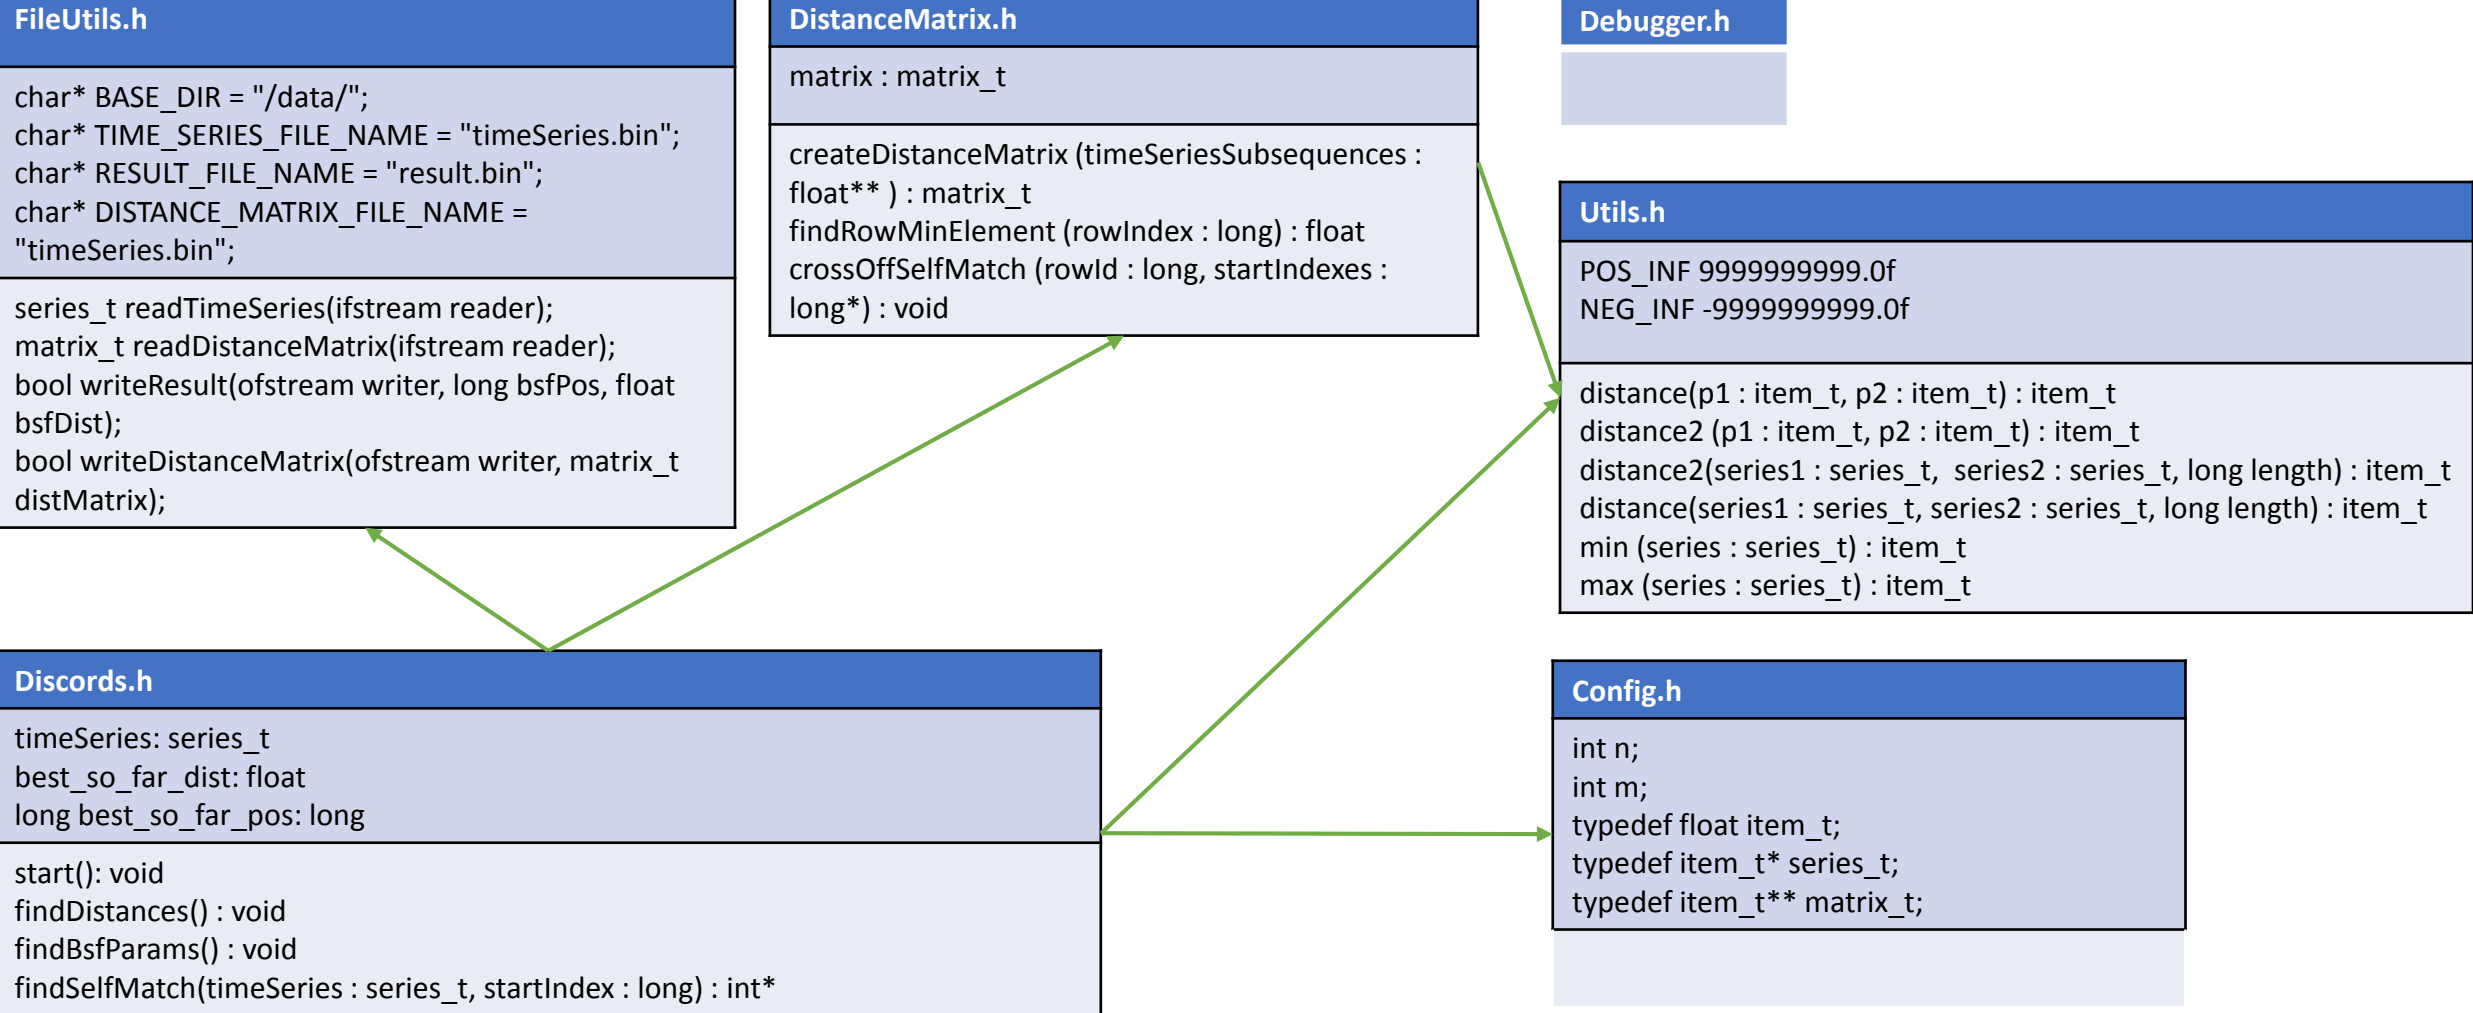 FileUtils.h
char* BASE_DIR = "/data/";
char* TIME_SERIES_FILE_NAME = "timeSeries.bin";
char* RESULT_FILE_NAME = "result.bin";
char* DISTANCE_MATRIX_FILE_NAME =
"timeSeries.bin";
series_t readTimeSeries(ifstream reader);
matrix_t readDistanceMatrix(ifstream reader);
bool writeResult(ofstream writer, long bsfPos, float
bsfDist);
bool writeDistanceMatrix(ofstream writer, matrix_t
distMatrix);
DistanceMatrix.h
matrix : matrix_t
createDistanceMatrix (timeSeriesSubsequences :
float** ) : matrix_t
findRowMinElement (rowIndex : long) : float
crossOffSelfMatch (rowId : long, startIndexes :
long*) : void
Debugger.h
Utils.h
POS_INF 9999999999.0f
NEG_INF -9999999999.0f
distance(p1 : item_t, p2 : item_t) : item_t
distance2 (p1 : item_t, p2 : item_t) : item_t
distance2(series1 : series_t,  series2 : series_t, long length) : item_t
distance(series1 : series_t, series2 : series_t, long length) : item_t
min (series : series_t) : item_t
max (series : series_t) : item_t
Discords.h
timeSeries: series_t
best_so_far_dist: float
long best_so_far_pos: long
start(): void
findDistances() : void
findBsfParams() : void
findSelfMatch(timeSeries : series_t, startIndex : long) : int*
Config.h
int n;
int m;
typedef float item_t;
typedef item_t* series_t;
typedef item_t** matrix_t;